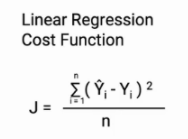 Linear Regression
Cost Function
J = Σ (Ŷᵢ - Yᵢ) ²
n
i = 1
n